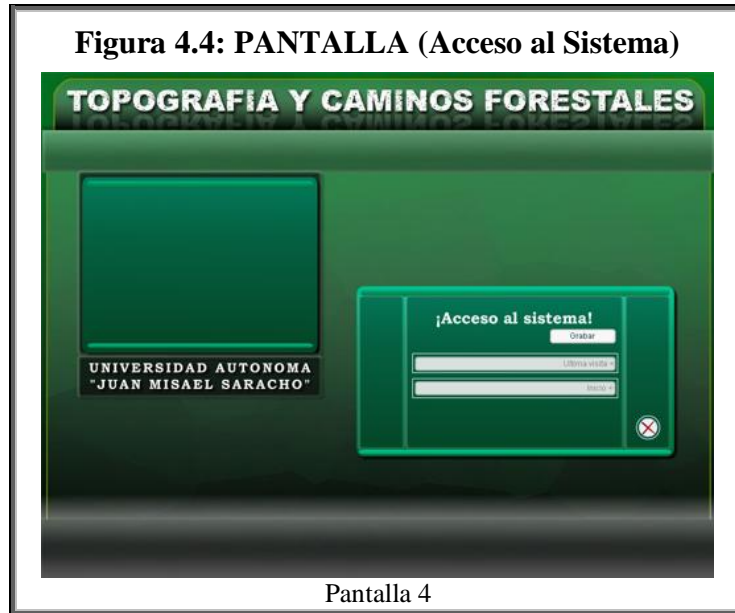 Figura 4.4: PANTALLA (Acceso al Sistema)
TOPOGRAFIA Y CAMINOS FORESTALES
¡Acceso al sistema!
Grabar
Ultima visita +
Inicio +
UNIVERSIDAD AUTONOMA
"JUAN MISAEL SARACHO"
Pantalla 4